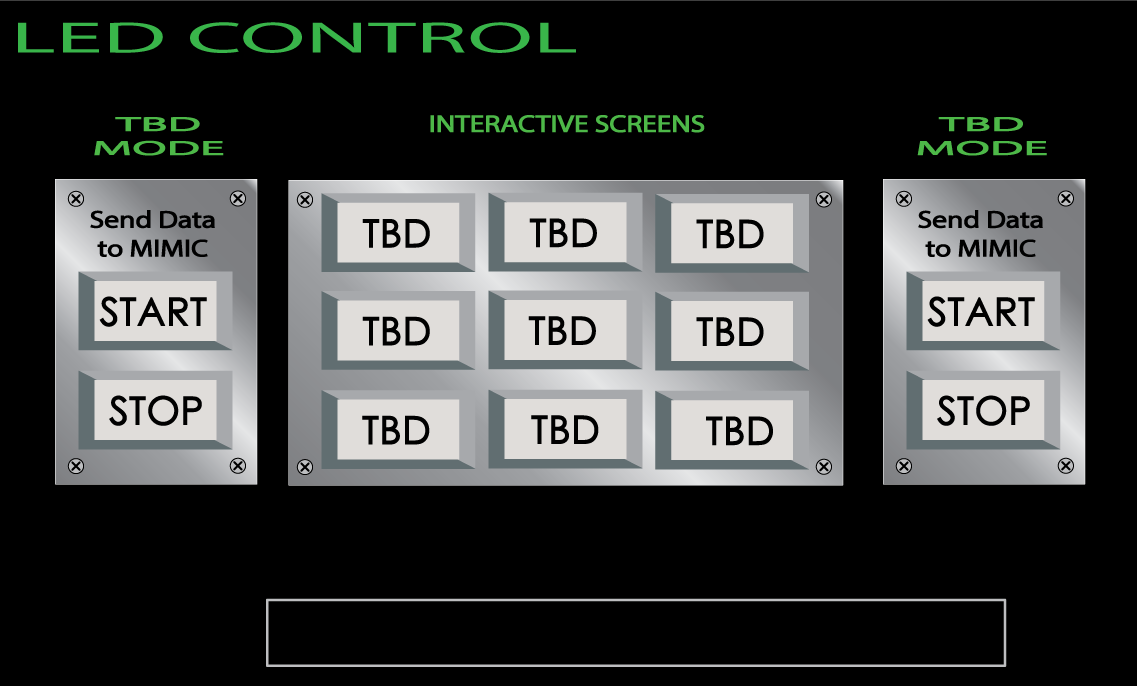 LED CONTROL
TBD
MODE
INTERACTIVE SCREENS
TBD
MODE
Send Data
to MIMIC
START
STOP
TBD TBD TBD
TBD TBD TBD
TBD TBD TBD
Send Data
to MIMIC
START
STOP